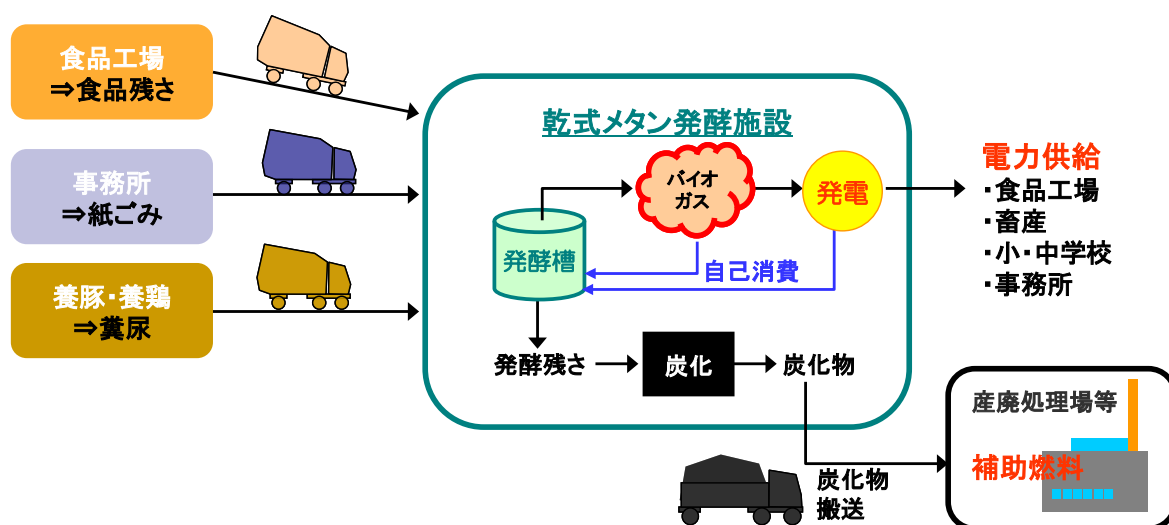 食品工場
⇒食品残さ
事務所
⇒紙ごみ
養豚・養鶏
⇒糞尿
乾式メタン発酵施設
バイオ
ガス
発電
発酵槽
自己消費
発酵残さ
炭化
炭化物
電力供給
・食品工場
・畜産
・小・中学校
・事務所
炭化物
搬送
産廃処理場等
補助燃料